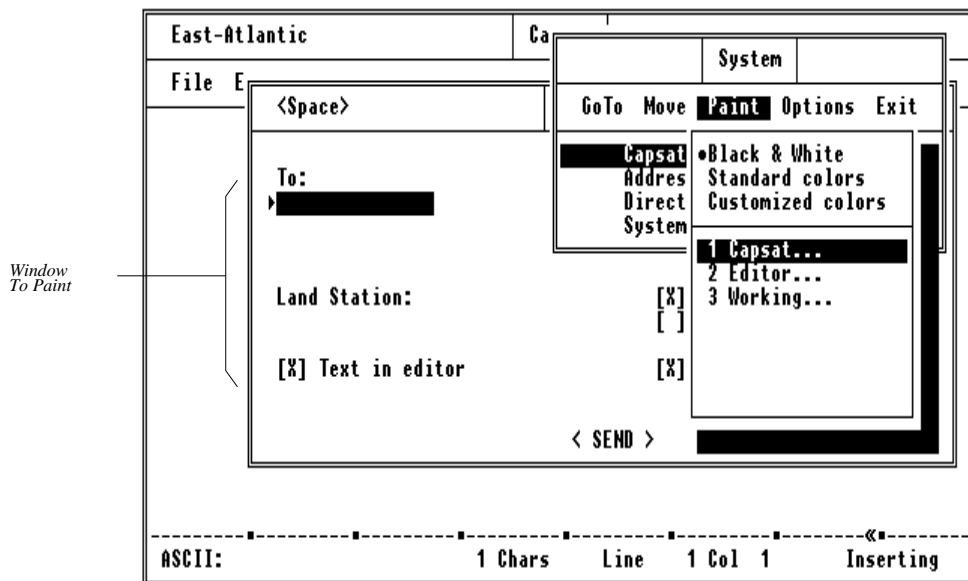 East-Atlantic Ca
System
File E
<Space>
GoTo Move Paint Options Exit
Capsat
Addres
Direct
System
•Black & White
Standard colors
Customized colors
1 Capsat...
2 Editor...
3 Working...
To:
Window
To Paint
Land Station: [X]
[ ]
[X] Text in editor [X]
< SEND >
ASCII: 1 Chars Line 1 Col 1 Inserting